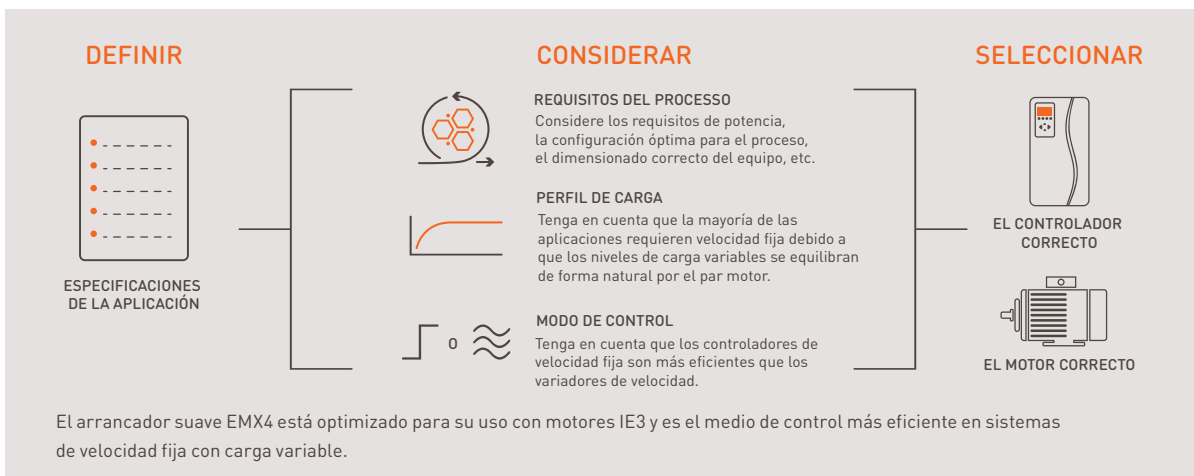 DEFINIR
ESPECIFICACIONES
DE LA APLICACIÓN
CONSIDERAR
REQUISITOS DEL PROCESO
Considere los requisitos de potencia,
la configuración óptima para el proceso,
el dimensionado correcto del equipo, etc.
PERFIL DE CARGA
Tenga en cuenta que la mayoría de las
aplicaciones requieren velocidad fija debido a
que los niveles de carga variables se equilibran
de forma natural por el par motor.
O
MODO DE CONTROL
Tenga en cuenta que los controladores de
velocidad fija son más eficientes que los
variadores de velocidad.
SELECCIONAR
EL CONTROLADOR
CORRECTO
EL MOTOR CORRECTO
El arrancador suave EMX4 está optimizado para su uso con motores IE3 y es el medio de control más eficiente en sistemas
de velocidad fija con carga variable.